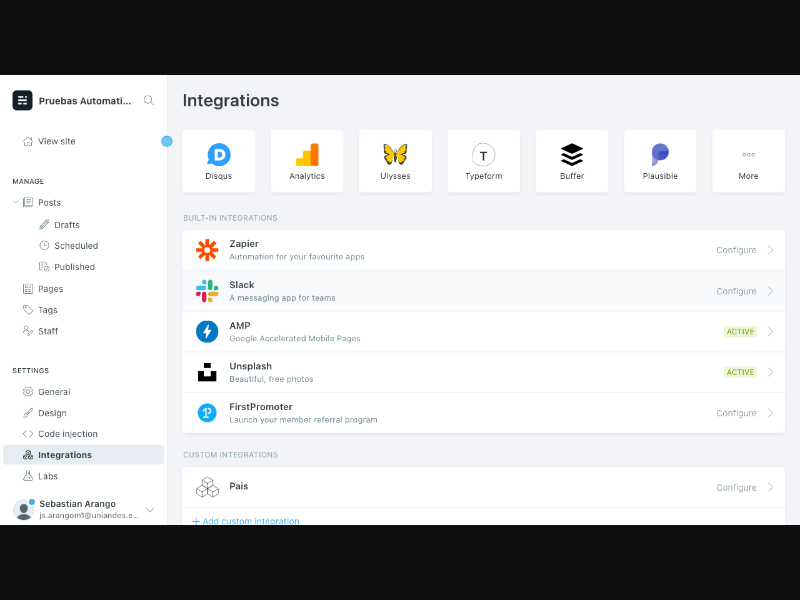 Pruebas Automati...
View site
MANAGE
Posts
Drafts
Scheduled
Published
Pages
Tags
Staff
SETTINGS
General
Design
Code injection
Integrations
Labs
Sebastian Arango
js.arangom1@uniandes.e...
Integrations
Disqus
Analytics
Ulysses
T
Typeform
Buffer
Plausible
More
BUILT-IN INTEGRATIONS
Zapier
Automation for your favourite apps
Configure
Slack
A messaging app for teams
Configure
AMP
Google Accelerated Mobile Pages
ACTIVE
Unsplash
Beautiful, free photos
ACTIVE
FirstPromoter
Launch your member referral program
Configure
CUSTOM INTEGRATIONS
Pais
Configure
+ Add custom integration